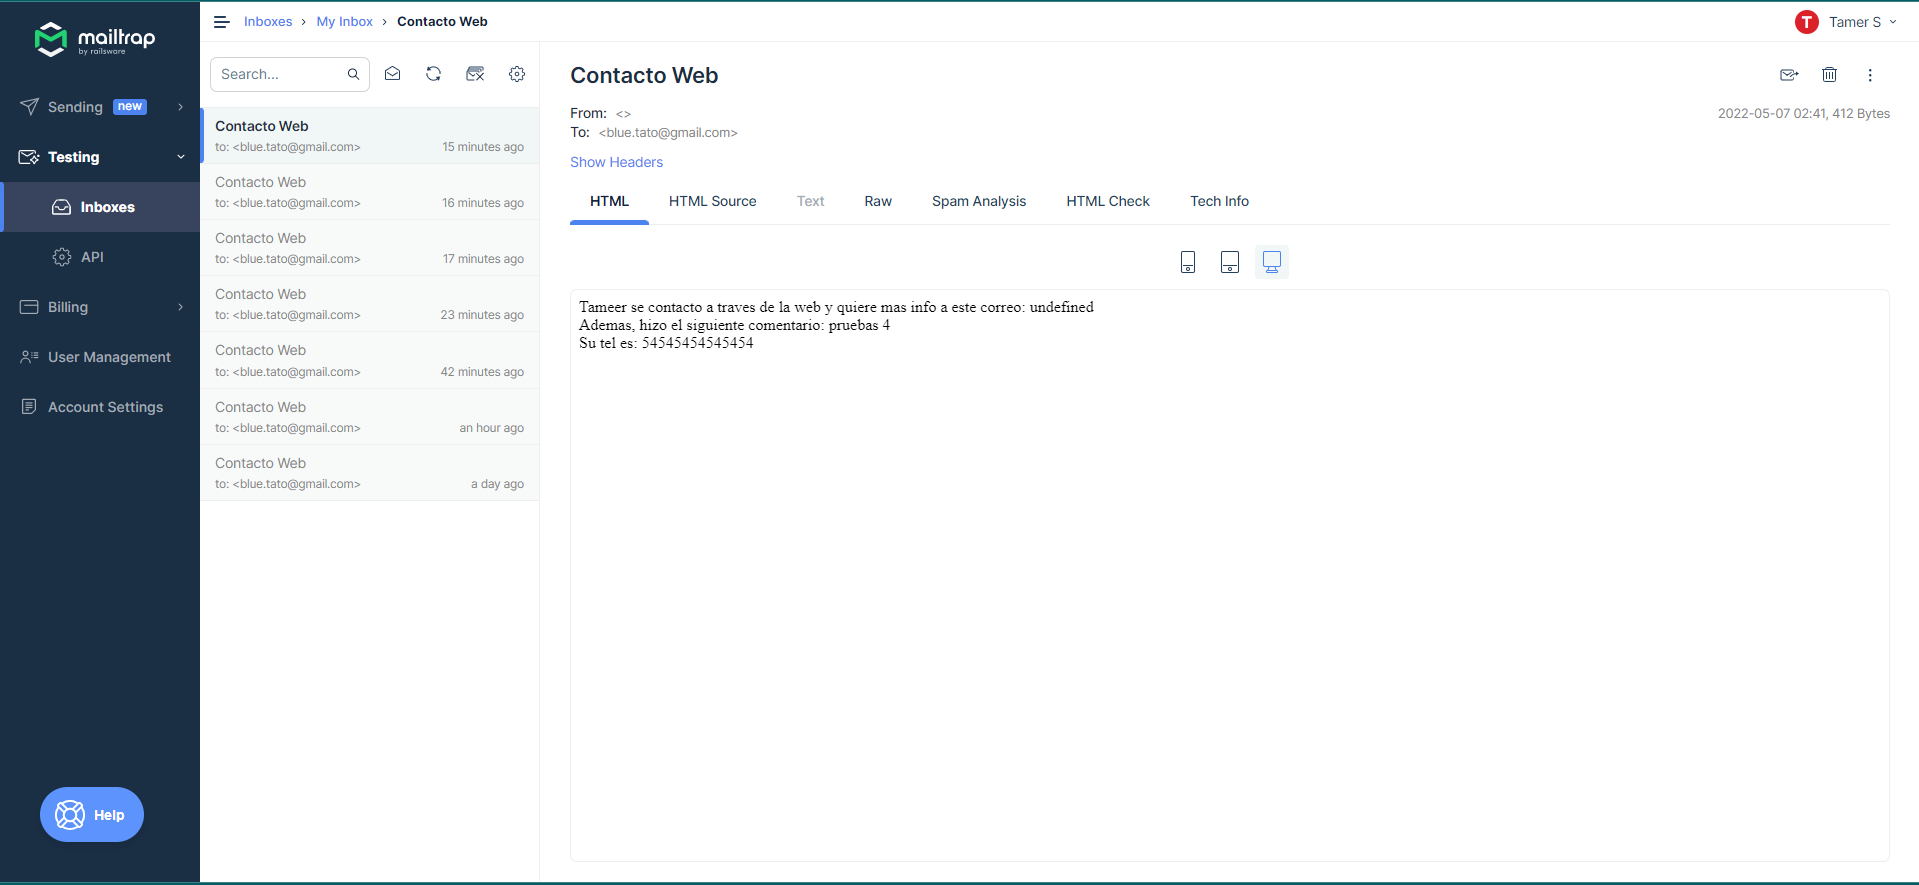 mailtrap
by railsware
Sending new
Testing
Inboxes
API
Billing
User Management
Account Settings
Help
Inboxes › My Inbox › Contacto Web
T Tamer S
Search...
Contacto Web
to: <blue.tato@gmail.com> 15 minutes ago
Contacto Web
to: <blue.tato@gmail.com> 16 minutes ago
Contacto Web
to: <blue.tato@gmail.com> 17 minutes ago
Contacto Web
to: <blue.tato@gmail.com> 23 minutes ago
Contacto Web
to: <blue.tato@gmail.com> 42 minutes ago
Contacto Web
to: <blue.tato@gmail.com> an hour ago
Contacto Web
to: <blue.tato@gmail.com> a day ago
Contacto Web
From: <>
2022-05-07 02:41, 412 Bytes
To: <blue.tato@gmail.com>
Show Headers
HTML HTML Source Text Raw Spam Analysis HTML Check Tech Info
Tameer se contacto a traves de la web y quiere mas info a este correo: undefined
Ademas, hizo el siguiente comentario: pruebas 4
Su tel es: 54545454545454